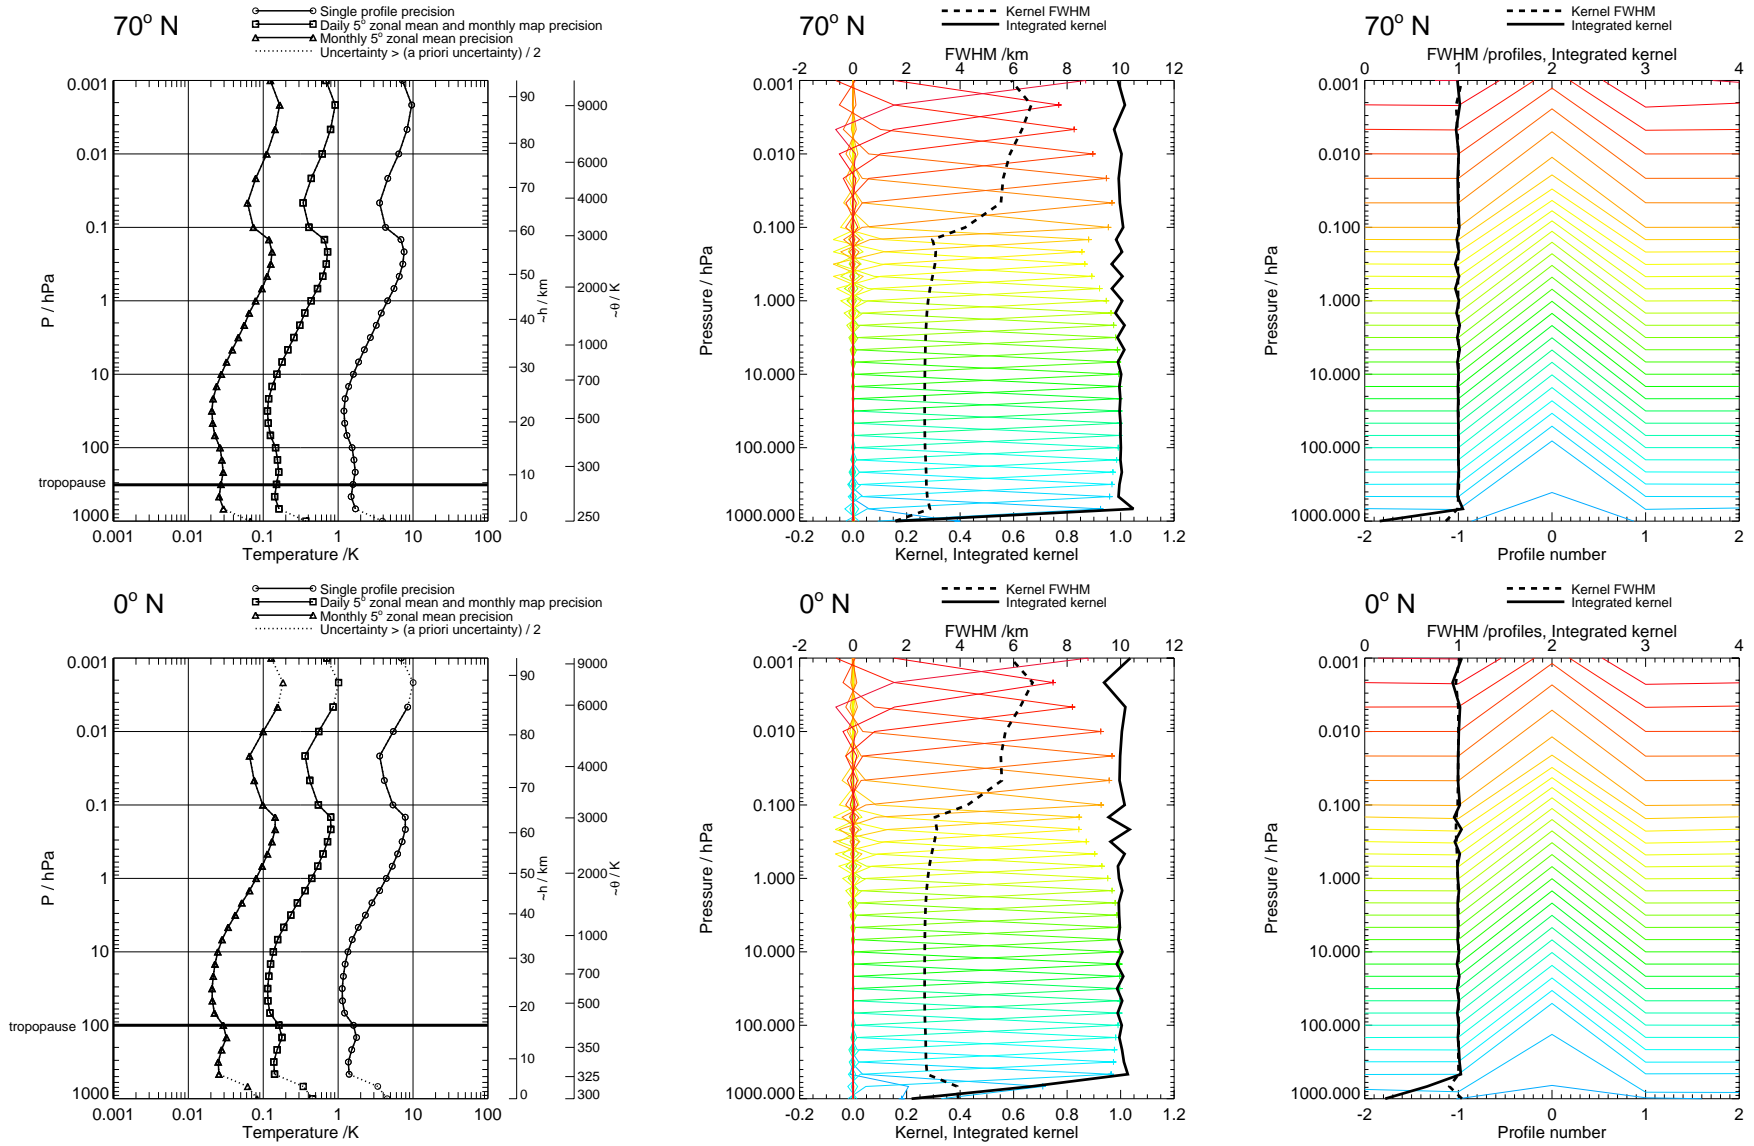 70° N
Single profile precision
Daily 5° zonal mean and monthly map precision
Monthly 5° zonal mean precision
Uncertainty > (a priori uncertainty) / 2
0.001
0.01
0.1
1
10
100
tropopause
1000
P / hPa
0.001 0.01 0.1 1 10 100
Temperature /K
90
80
70
60
50
40
30
20
10
0
~h / km
9000
6000
4000
3000
2000
1000
700
500
300
250
~θ / K
70° N
Kernel FWHM
Integrated kernel
FWHM /km
-2 0 2 4 6 8 10 12
0.001
0.010
0.100
1.000
10.000
100.000
1000.000
Pressure / hPa
-0.2 0.0 0.2 0.4 0.6 0.8 1.0 1.2
Kernel, Integrated kernel
70° N
Kernel FWHM
Integrated kernel
FWHM /profiles, Integrated kernel
0 1 2 3 4
0.001
0.010
0.100
1.000
10.000
100.000
1000.000
Pressure / hPa
-2 -1 0 1 2
Profile number
0° N
Single profile precision
Daily 5° zonal mean and monthly map precision
Monthly 5° zonal mean precision
Uncertainty > (a priori uncertainty) / 2
0.001
0.01
0.1
1
10
tropopause 100
1000
P / hPa
0.001 0.01 0.1 1 10 100
Temperature /K
90
80
70
60
50
40
30
20
10
0
~h / km
9000
6000
4000
3000
2000
1000
700
500
350
325
300
~θ / K
0° N
Kernel FWHM
Integrated kernel
FWHM /km
-2 0 2 4 6 8 10 12
0.001
0.010
0.100
1.000
10.000
100.000
1000.000
Pressure / hPa
-0.2 0.0 0.2 0.4 0.6 0.8 1.0 1.2
Kernel, Integrated kernel
0° N
Kernel FWHM
Integrated kernel
FWHM /profiles, Integrated kernel
0 1 2 3 4
0.001
0.010
0.100
1.000
10.000
100.000
1000.000
Pressure / hPa
-2 -1 0 1 2
Profile number